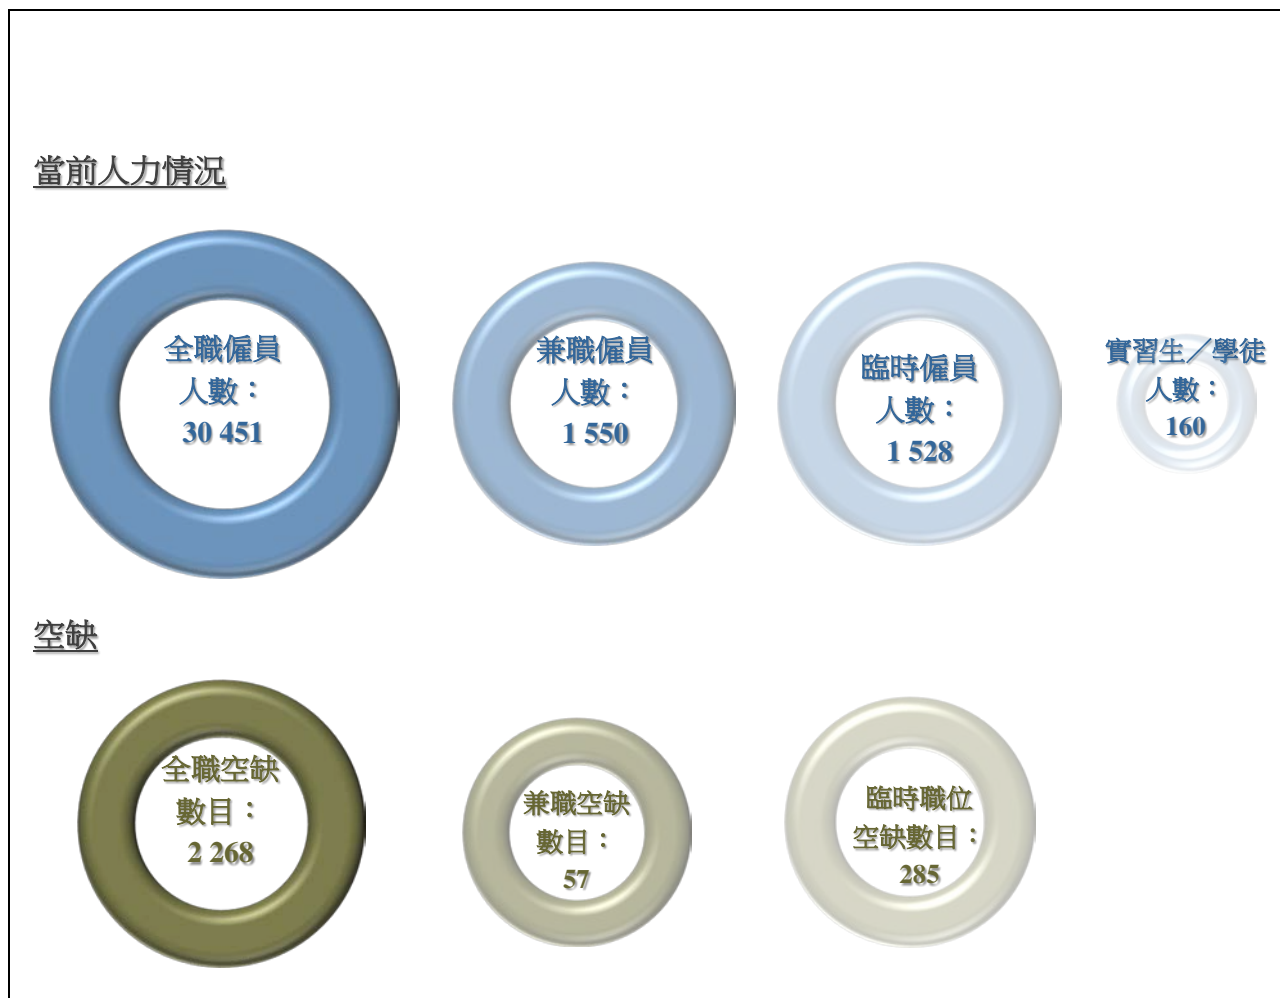 當前人力情況
全職僱員
人數：
30 451
兼職僱員
人數：
1 550
臨時僱員
人數：
1 528
實習生／學徒
人數：
160
空缺
全職空缺
數目：
2 268
兼職空缺
數目：
57
臨時職位
空缺數目：
285